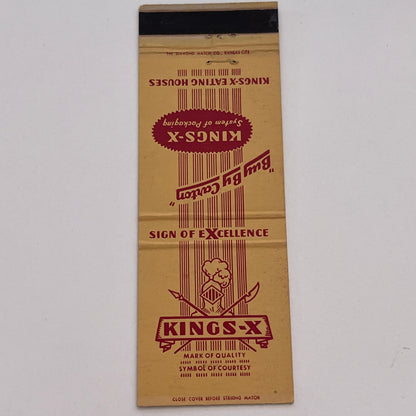 THE DIAMOND MATCH CO., KANSAS CITY
KINGS-X EATING HOUSES
KINGS-X
System of Packaging
"Buy By Carton"
SIGN OF EXCELLENCE
KINGS-X
MARK OF QUALITY
SYMBOL OF COURTESY
CLOSE COVER BEFORE STRIKING MATCH